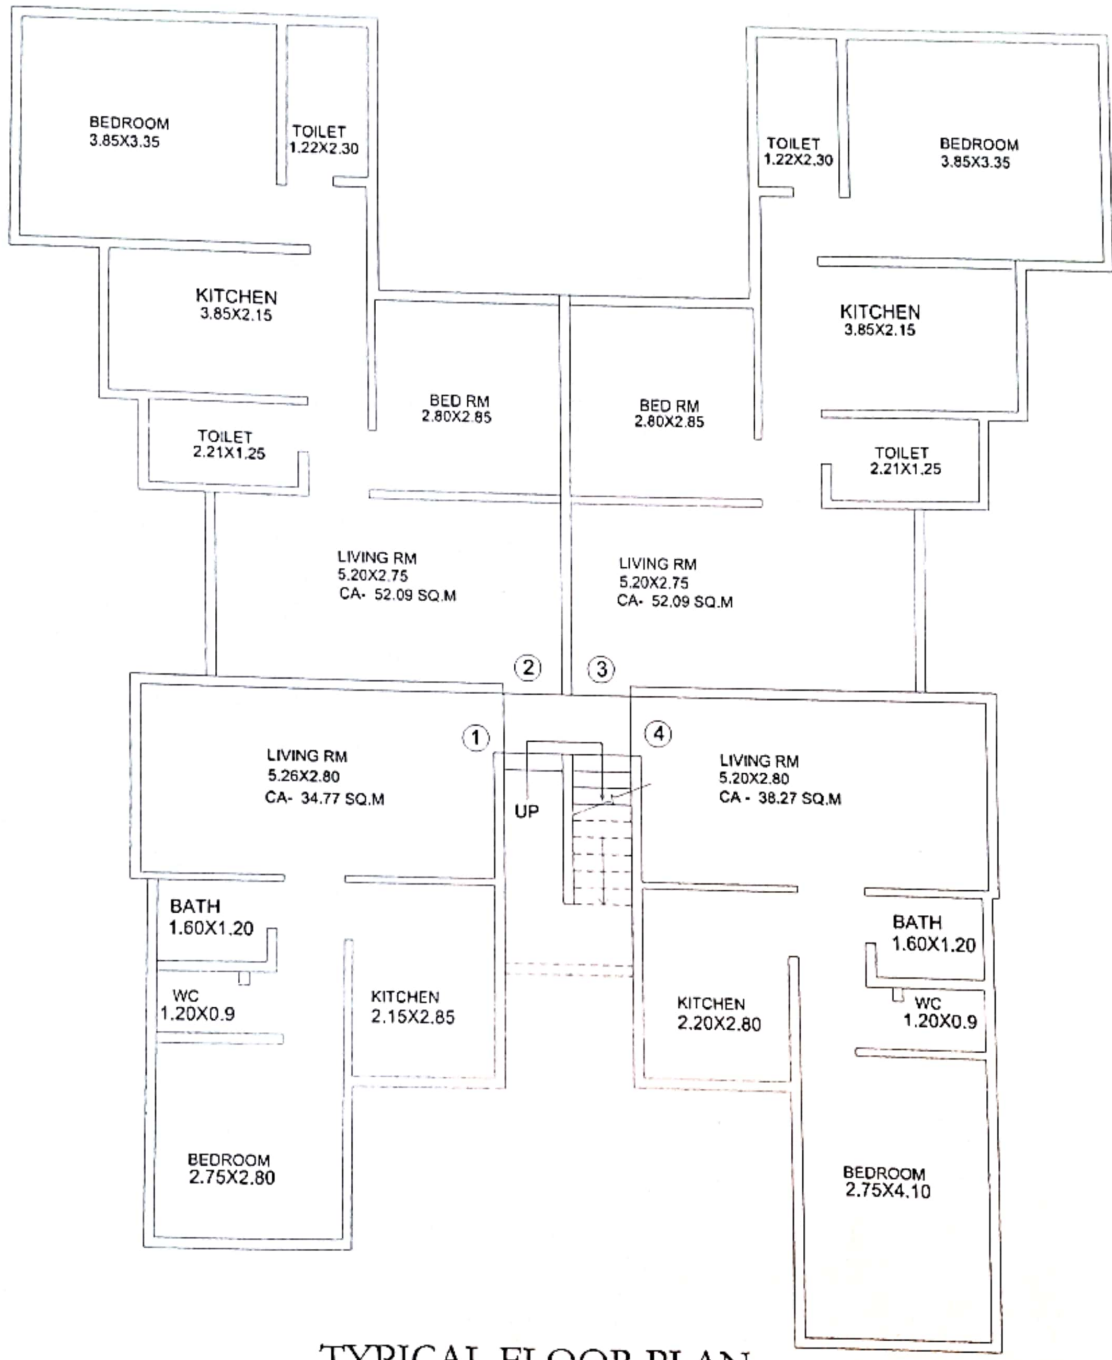 BEDROOM
3.85X3.35
TOILET
1.22X2.30
TOILET
1.22X2.30
BEDROOM
3.85X3.35
KITCHEN
3.85X2.15
KITCHEN
3.85X2.15
BED RM
2.80X2.85
BED RM
2.80X2.85
TOILET
2.21X1.25
TOILET
2.21X1.25
LIVING RM
5.20X2.75
CA- 52.09 SQ.M
LIVING RM
5.20X2.75
CA- 52.09 SQ.M
2
3
1
4
LIVING RM
5.26X2.80
CA- 34.77 SQ.M
UP
LIVING RM
5.20X2.80
CA - 38.27 SQ.M
BATH
1.60X1.20
BATH
1.60X1.20
WC
1.20X0.9
KITCHEN
2.15X2.85
KITCHEN
2.20X2.80
WC
1.20X0.9
BEDROOM
2.75X2.80
BEDROOM
2.75X4.10
TYPICAL FLOOR PLAN